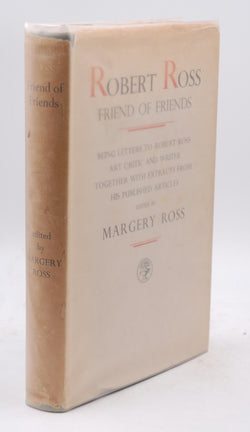 Friend of
Friends
edited
by
MARGERY
ROSS
ROBERT ROSS
FRIEND OF FRIENDS
BEING LETTERS TO ROBERT ROSS
ART CRITIC AND WRITER
TOGETHER WITH EXTRACTS FROM
HIS PUBLISHED ARTICLES
EDITED BY
MARGERY ROSS